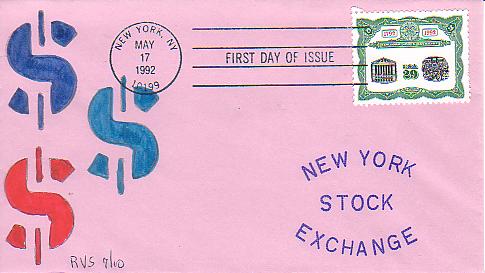 NEW YORK, NY
MAY
17
1992
10199
FIRST DAY OF ISSUE
1792 1992
29
NEW YORK
STOCK
EXCHANGE
RVS 7/10